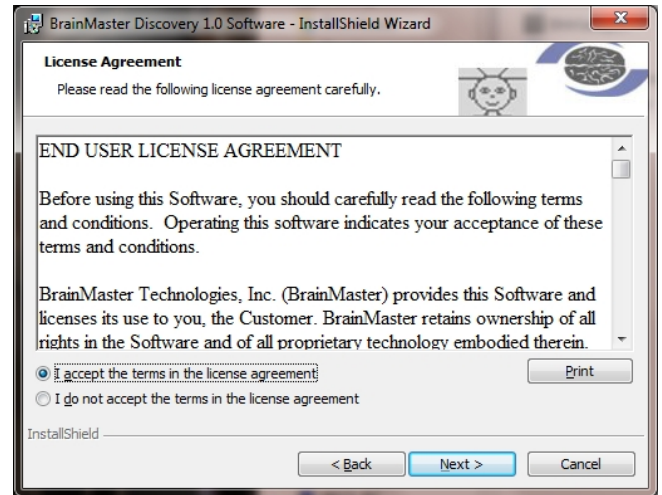 BrainMaster Discovery 1.0 Software - InstallShield Wizard
License Agreement
Please read the following license agreement carefully.
END USER LICENSE AGREEMENT
Before using this Software, you should carefully read the following terms
and conditions.  Operating this software indicates your acceptance of these
terms and conditions.
BrainMaster Technologies, Inc. (BrainMaster) provides this Software and
licenses its use to you, the Customer. BrainMaster retains ownership of all
rights in the Software and of all proprietary technology embodied therein.
I accept the terms in the license agreement
Print
I do not accept the terms in the license agreement
InstallShield
< Back
Next >
Cancel